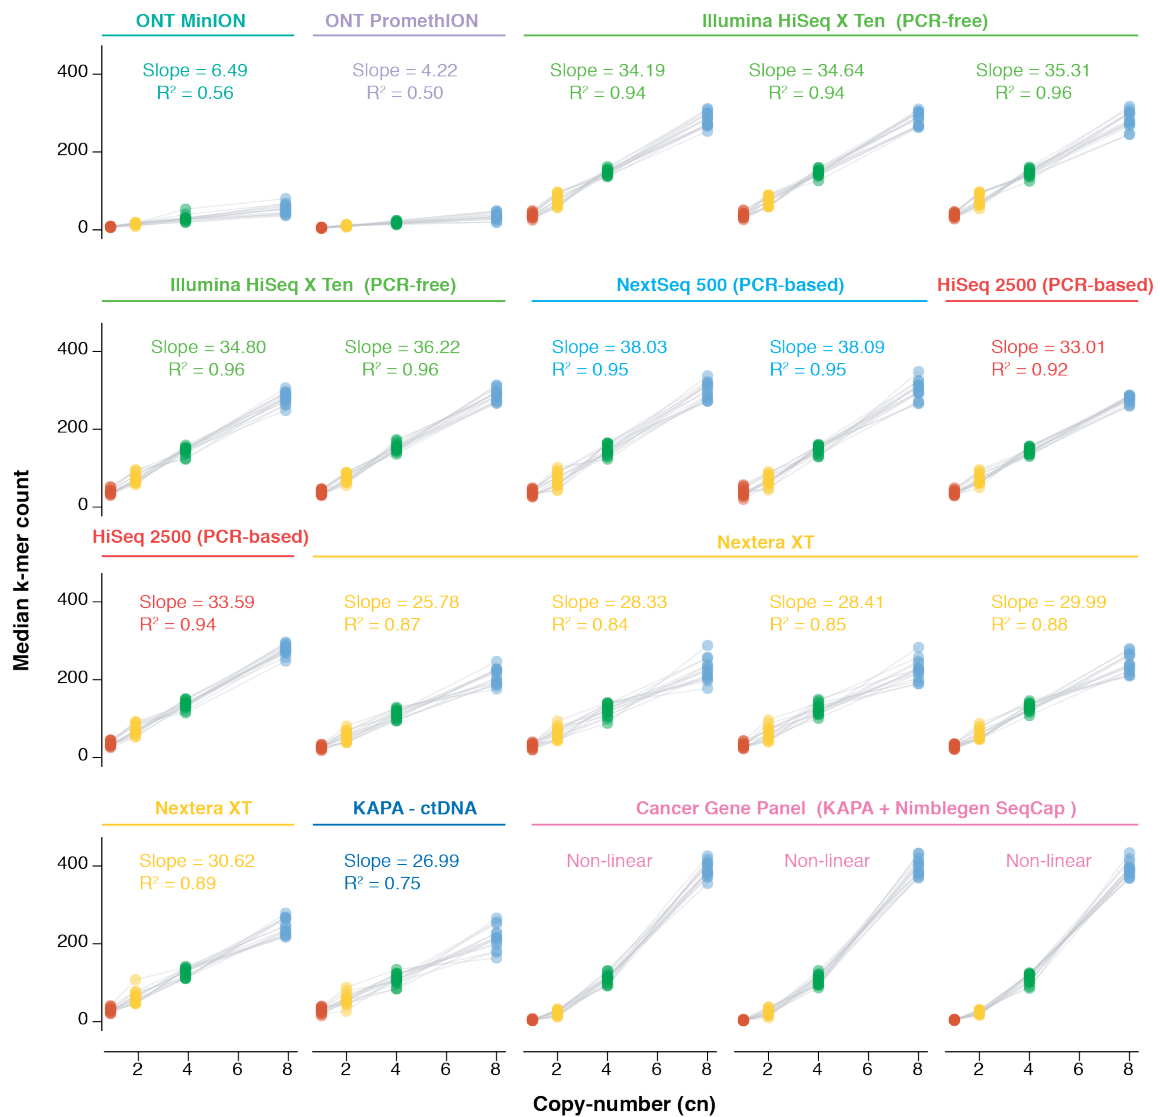 ONT MinION
ONT PromethION
Illumina HiSeq X Ten (PCR-free)
400
200
0
Slope = 6.49
R² = 0.56
Slope = 4.22
R² = 0.50
Slope = 34.19
R² = 0.94
Slope = 34.64
R² = 0.94
Slope = 35.31
R² = 0.96
Illumina HiSeq X Ten (PCR-free)
NextSeq 500 (PCR-based)
HiSeq 2500 (PCR-based)
400
200
0
Slope = 34.80
R² = 0.96
Slope = 36.22
R² = 0.96
Slope = 38.03
R² = 0.95
Slope = 38.09
R² = 0.95
Slope = 33.01
R² = 0.92
Median k-mer count
HiSeq 2500 (PCR-based)
Nextera XT
400
200
0
Slope = 33.59
R² = 0.94
Slope = 25.78
R² = 0.87
Slope = 28.33
R² = 0.84
Slope = 28.41
R² = 0.85
Slope = 29.99
R² = 0.88
Nextera XT
KAPA - ctDNA
Cancer Gene Panel (KAPA + Nimblegen SeqCap )
400
200
0
Slope = 30.62
R² = 0.89
Slope = 26.99
R² = 0.75
Non-linear
Non-linear
Non-linear
2 4 6 8
2 4 6 8
2 4 6 8
2 4 6 8
2 4 6 8
Copy-number (cn)